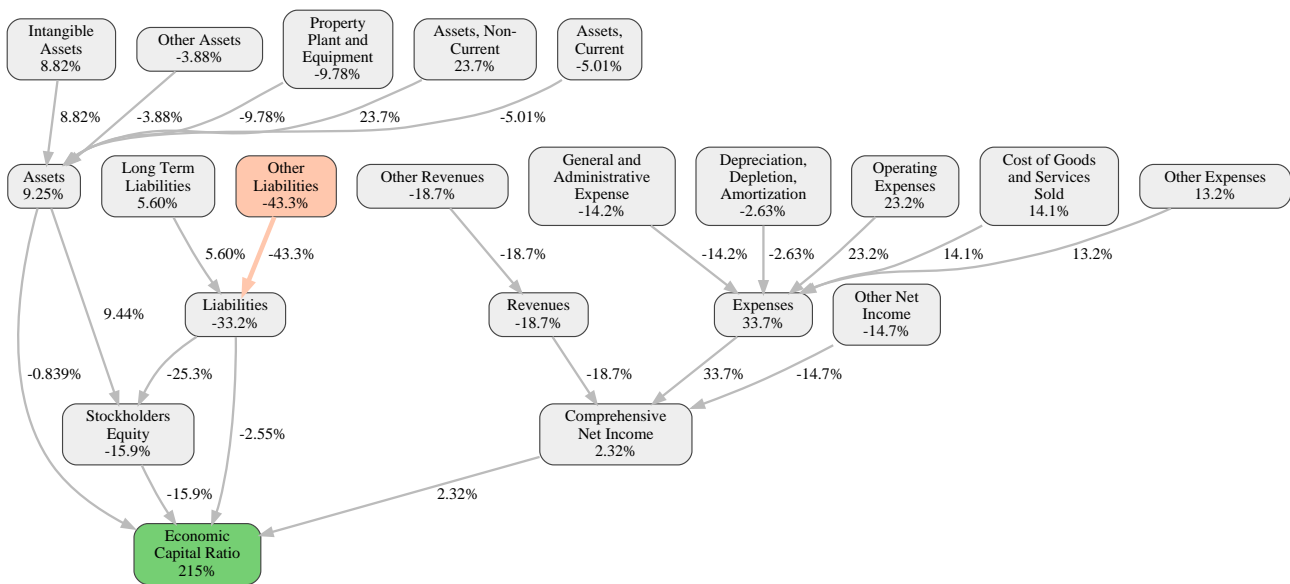 Intangible
Assets
8.82%
Other Assets
-3.88%
Property
Plant and
Equipment
-9.78%
Assets, Non-
Current
23.7%
Assets,
Current
-5.01%
8.82%
-3.88%
-9.78%
23.7%
-5.01%
Assets
9.25%
Long Term
Liabilities
5.60%
Other
Liabilities
-43.3%
Other Revenues
-18.7%
General and
Administrative
Expense
-14.2%
Depreciation,
Depletion,
Amortization
-2.63%
Operating
Expenses
23.2%
Cost of Goods
and Services
Sold
14.1%
Other Expenses
13.2%
5.60%
-43.3%
-18.7%
-14.2%
-2.63%
23.2%
14.1%
13.2%
9.44%
Liabilities
-33.2%
Revenues
-18.7%
Expenses
33.7%
Other Net
Income
-14.7%
-0.839%
-25.3%
-18.7%
33.7%
-14.7%
Stockholders
Equity
-15.9%
-2.55%
Comprehensive
Net Income
2.32%
-15.9%
2.32%
Economic
Capital Ratio
215%